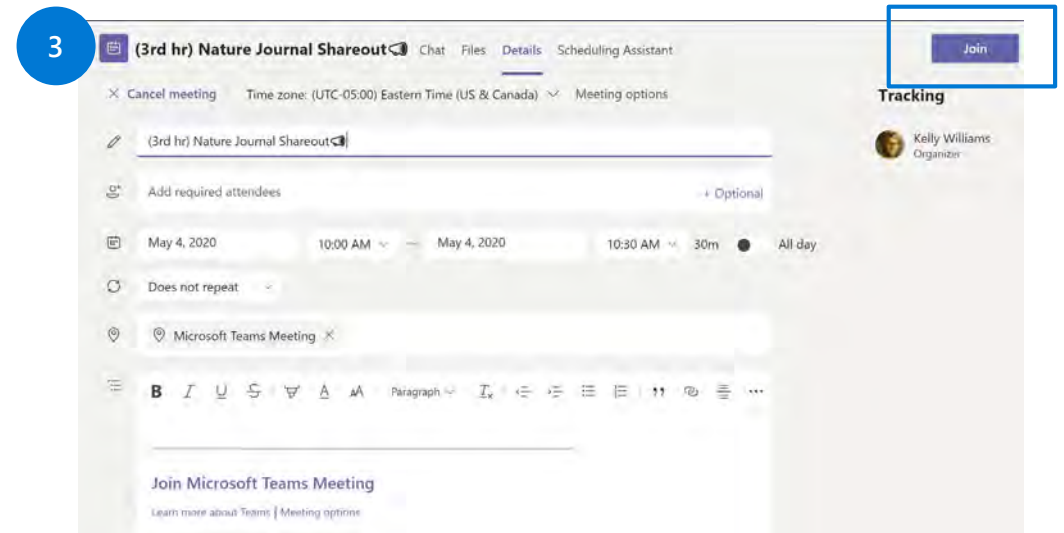 3
(3rd hr) Nature Journal Shareout Chat Files Details Scheduling Assistant
Join
Cancel meeting Time zone: (UTC-05:00) Eastern Time (US & Canada) Meeting options
Tracking
(3rd hr) Nature Journal Shareout
Kelly Williams
Organizer
Add required attendees + Optional
May 4, 2020 10:00 AM — May 4, 2020 10:30 AM 30m All day
Does not repeat
Microsoft Teams Meeting
B I U S A AA Paragraph
Join Microsoft Teams Meeting
Learn more about Teams | Meeting options